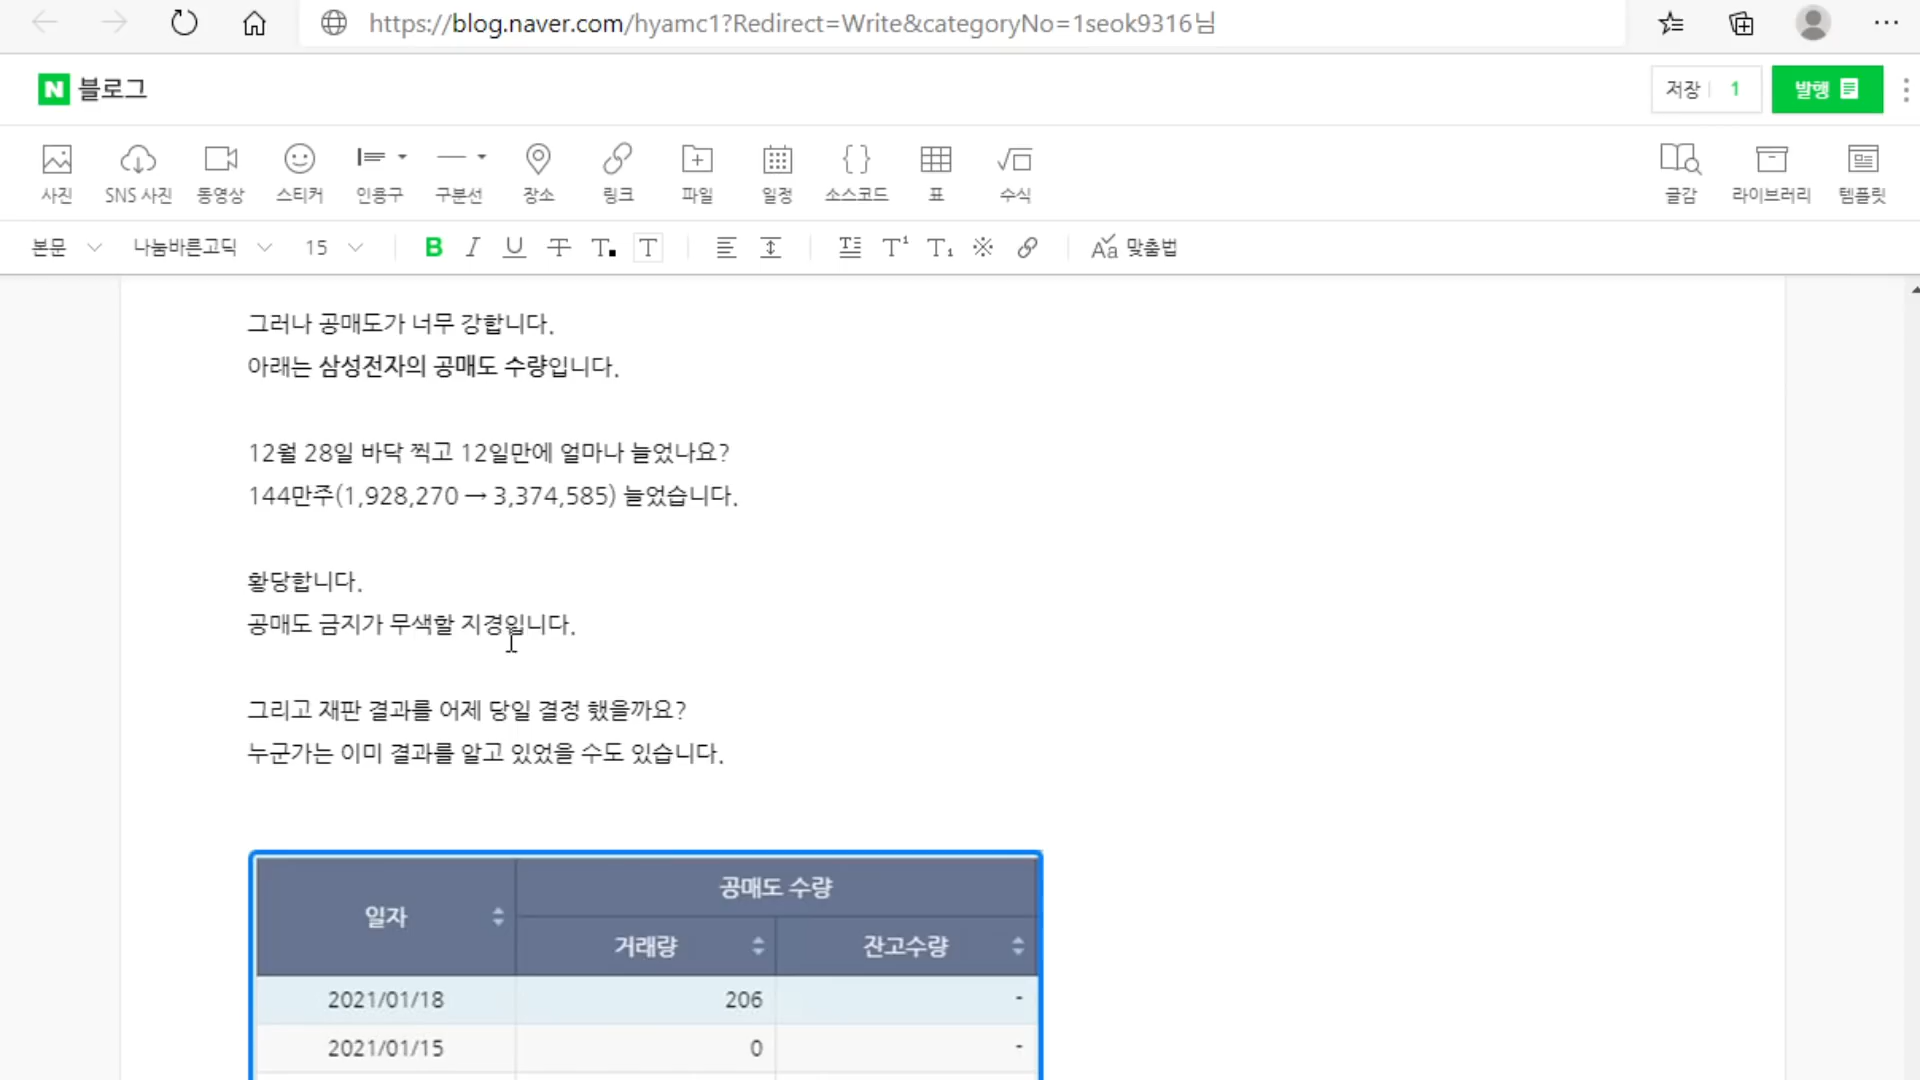 https://blog.naver.com/hyamc1?Redirect=Write&categoryNo=1seok9316님
N 블로그
저장 1
발행
사진
SNS 사진
동영상
스티커
인용구
구분선
장소
링크
파일
일정
소스코드
표
수식
글감
라이브러리
템플릿
본문 나눔바른고딕 15 B I U T T. T T¹ T₁ ※ 맞춤법
그러나 공매도가 너무 강합니다.
아래는 삼성전자의 공매도 수량입니다.
12월 28일 바닥 찍고 12일만에 얼마나 늘었나요?
144만주(1,928,270 → 3,374,585) 늘었습니다.
황당합니다.
공매도 금지가 무색할 지경입니다.
그리고 재판 결과를 어제 당일 결정 했을까요?
누군가는 이미 결과를 알고 있었을 수도 있습니다.
일자
공매도 수량
거래량
잔고수량
2021/01/18 206 -
2021/01/15 0 -